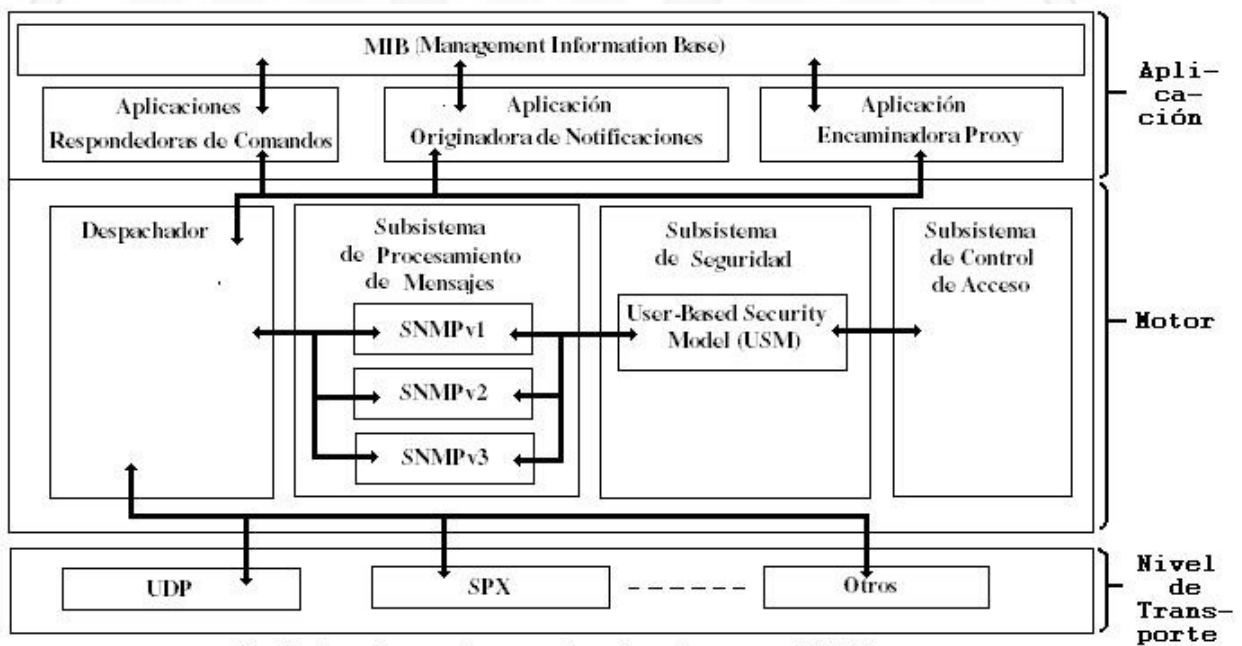 MIB (Management Information Base)
Aplicaciones
Respondedoras de Comandos
Aplicación
Originadora de Notificaciones
Aplicación
Encaminadora Proxy
Apli-
ca-
ción
Despachador
Subsistema
de Procesamiento
de Mensajes
SNMPv1
SNMPv2
SNMPv3
Subsistema
de Seguridad
User-Based Security
Model (USM)
Subsistema
de Control
de Acceso
Motor
UDP
SPX
Otros
Nivel
de
Trans-
porte